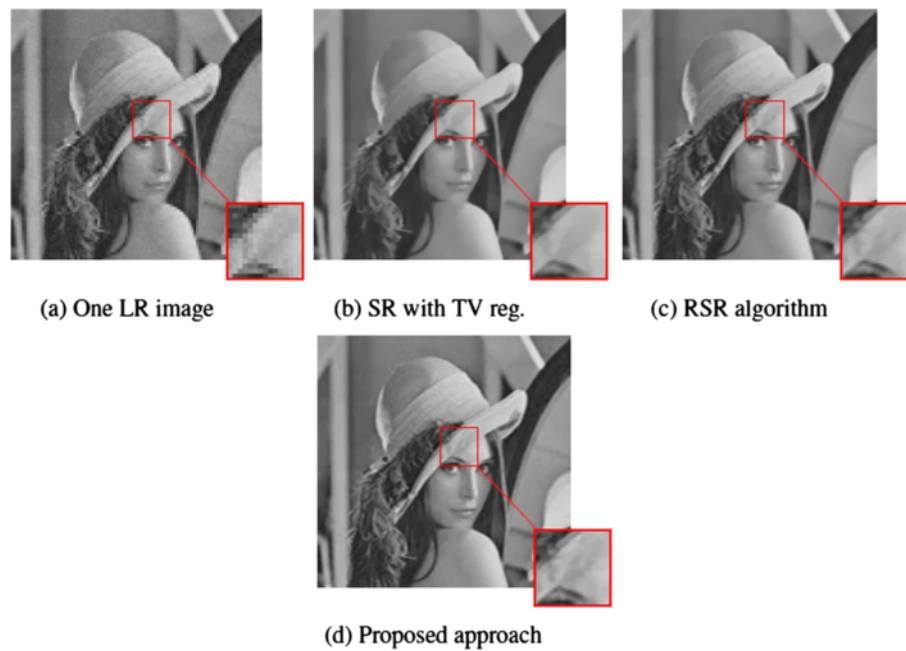 (a) One LR image
(b) SR with TV reg.
(c) RSR algorithm
(d) Proposed approach